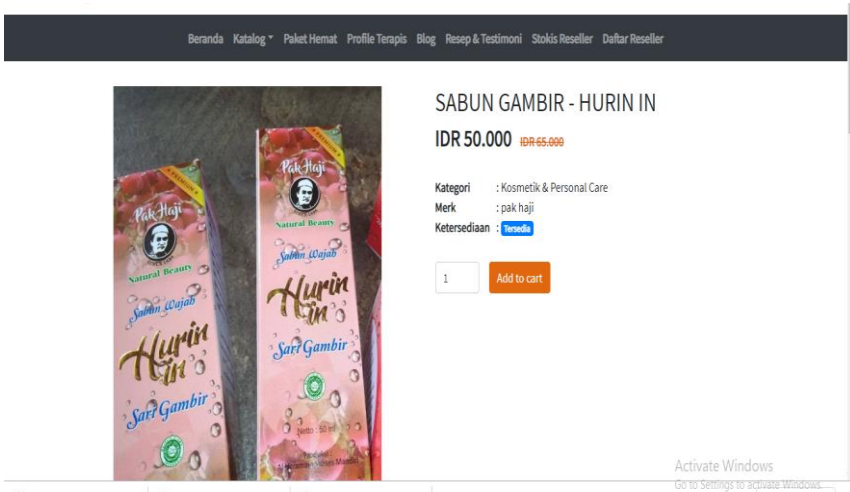 Beranda Katalog Paket Hemat Profile Terapis Blog Resep & Testimoni Stokis Reseller Daftar Reseller
SABUN GAMBIR - HURIN IN
IDR 50.000 IDR 65.000
Kategori : Kosmetik & Personal Care
Merk : pak haji
Ketersediaan : Tersedia
1 Add to cart
PREMIUM
Pak Haji
Natural Beauty
Sabun Wajah
Hurin
in
Sari Gambir
PREMIUM
Pak Haji
Natural Beauty
Sabun Wajah
Hurin
in
Sari Gambir
Netto : 60 ml
Activate Windows
Go to Settings to activate Windows.